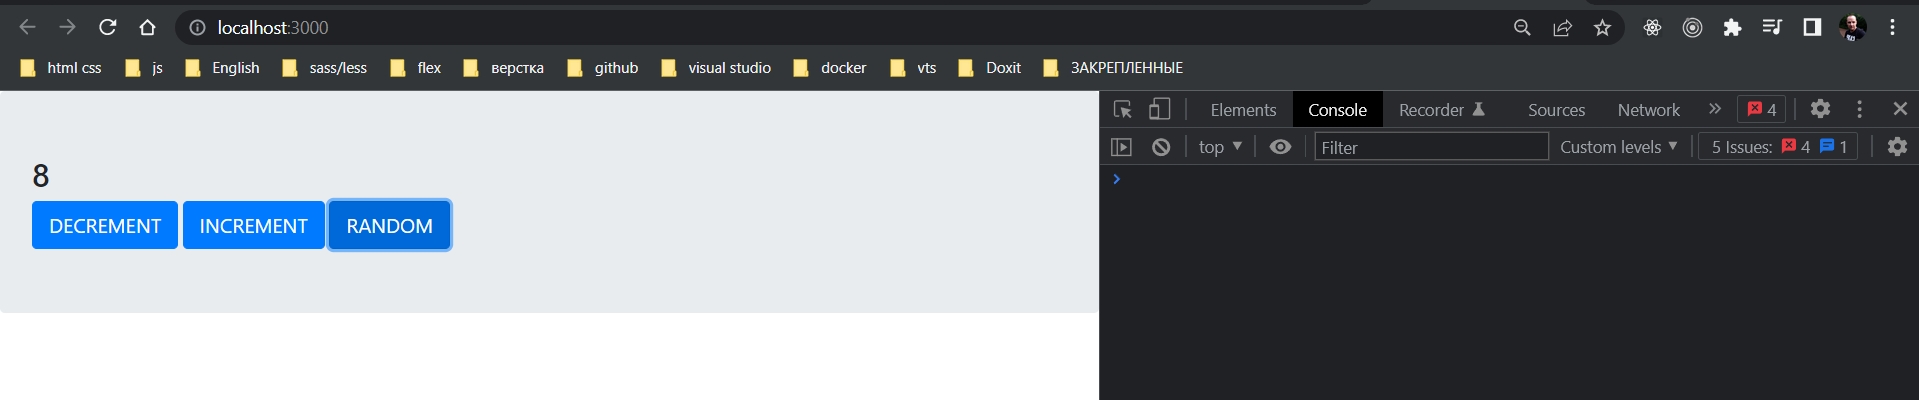 localhost:3000
html css js English sass/less flex верстка github visual studio docker vts Doxit ЗАКРЕПЛЕННЫЕ
Elements Console Recorder Sources Network 4
top Filter Custom levels 5 Issues: 4 1
8
DECREMENT INCREMENT RANDOM